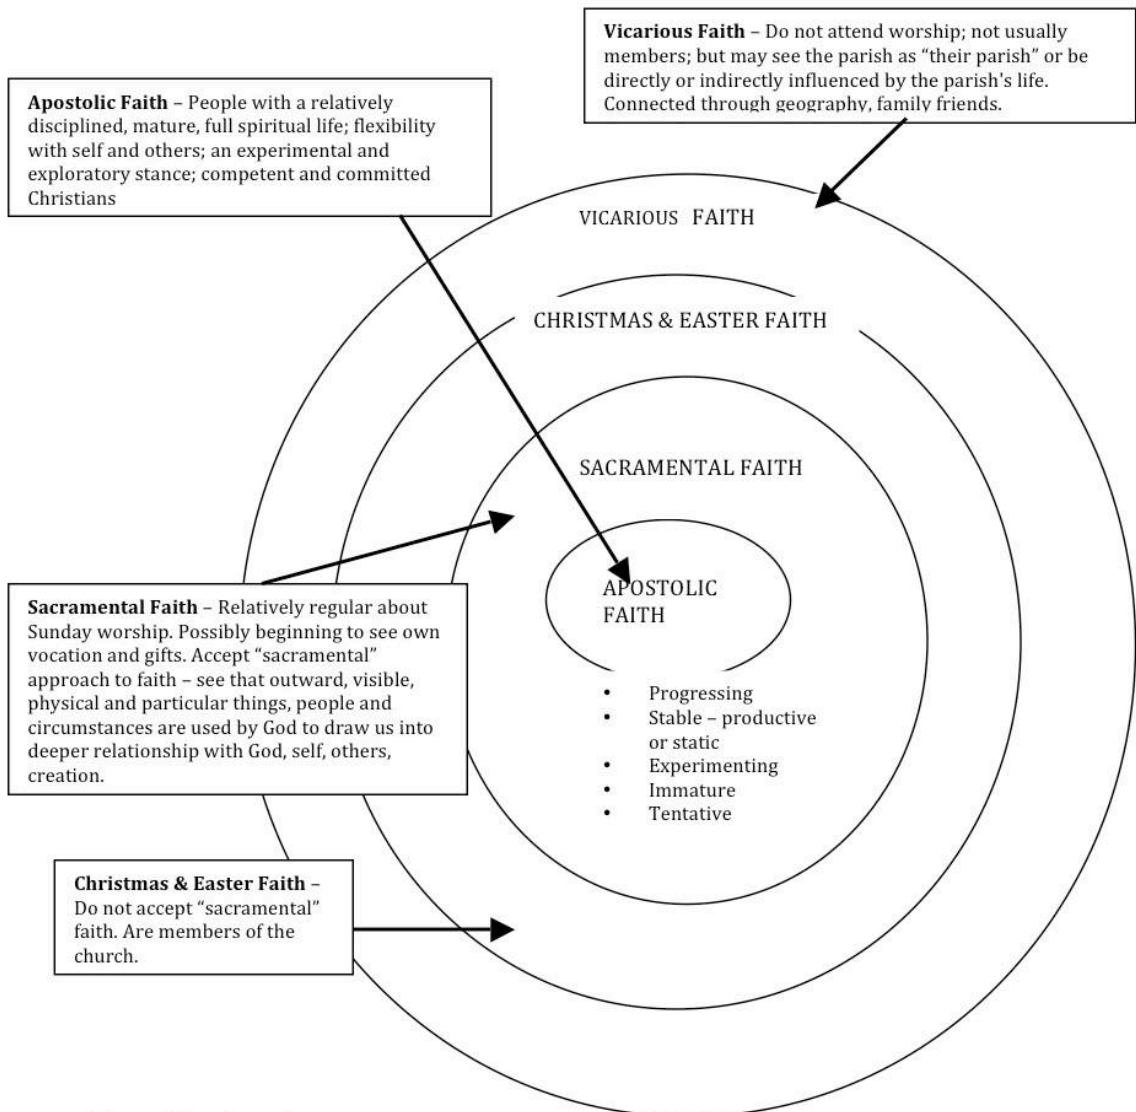 Vicarious Faith – Do not attend worship; not usually
members; but may see the parish as “their parish” or be
directly or indirectly influenced by the parish's life.
Connected through geography, family friends.
Apostolic Faith – People with a relatively
disciplined, mature, full spiritual life; flexibility
with self and others; an experimental and
exploratory stance; competent and committed
Christians
VICARIOUS FAITH
CHRISTMAS & EASTER FAITH
SACRAMENTAL FAITH
APOSTOLIC
FAITH
Sacramental Faith – Relatively regular about
Sunday worship. Possibly beginning to see own
vocation and gifts. Accept “sacramental”
approach to faith – see that outward, visible,
physical and particular things, people and
circumstances are used by God to draw us into
deeper relationship with God, self, others,
creation.
• Progressing
• Stable – productive
or static
• Experimenting
• Immature
• Tentative
Christmas & Easter Faith –
Do not accept “sacramental”
faith. Are members of the
church.